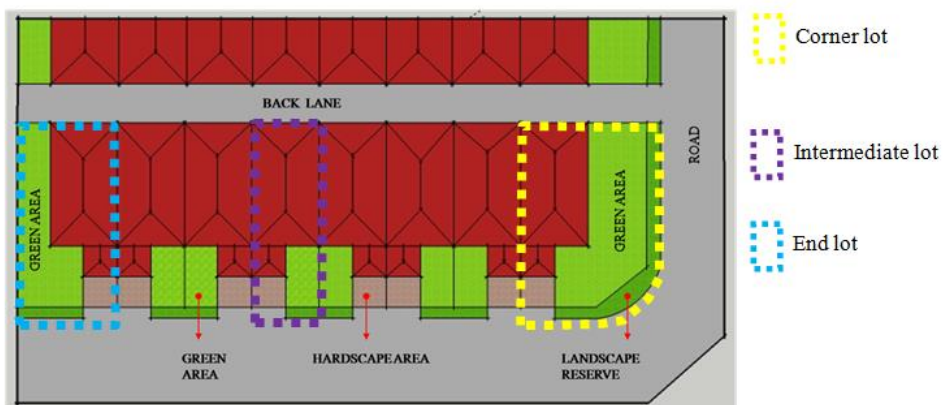 BACK LANE
ROAD
GREEN AREA
GREEN AREA
GREEN
AREA
HARDSCAPE AREA
LANDSCAPE
RESERVE
Corner lot
Intermediate lot
End lot